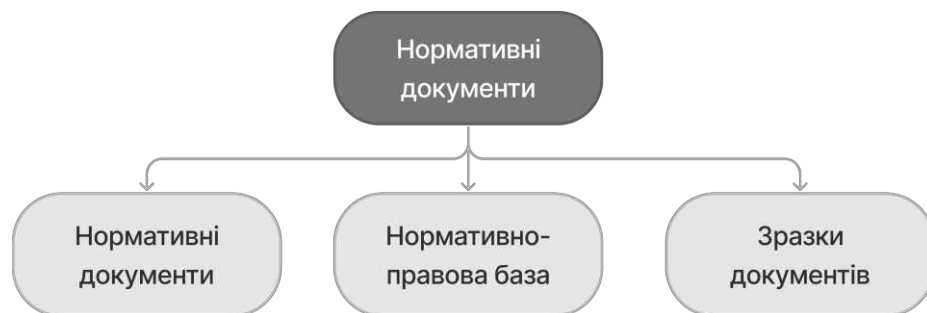 Нормативні
документи
Нормативні
документи
Нормативно-
правова база
Зразки
документів